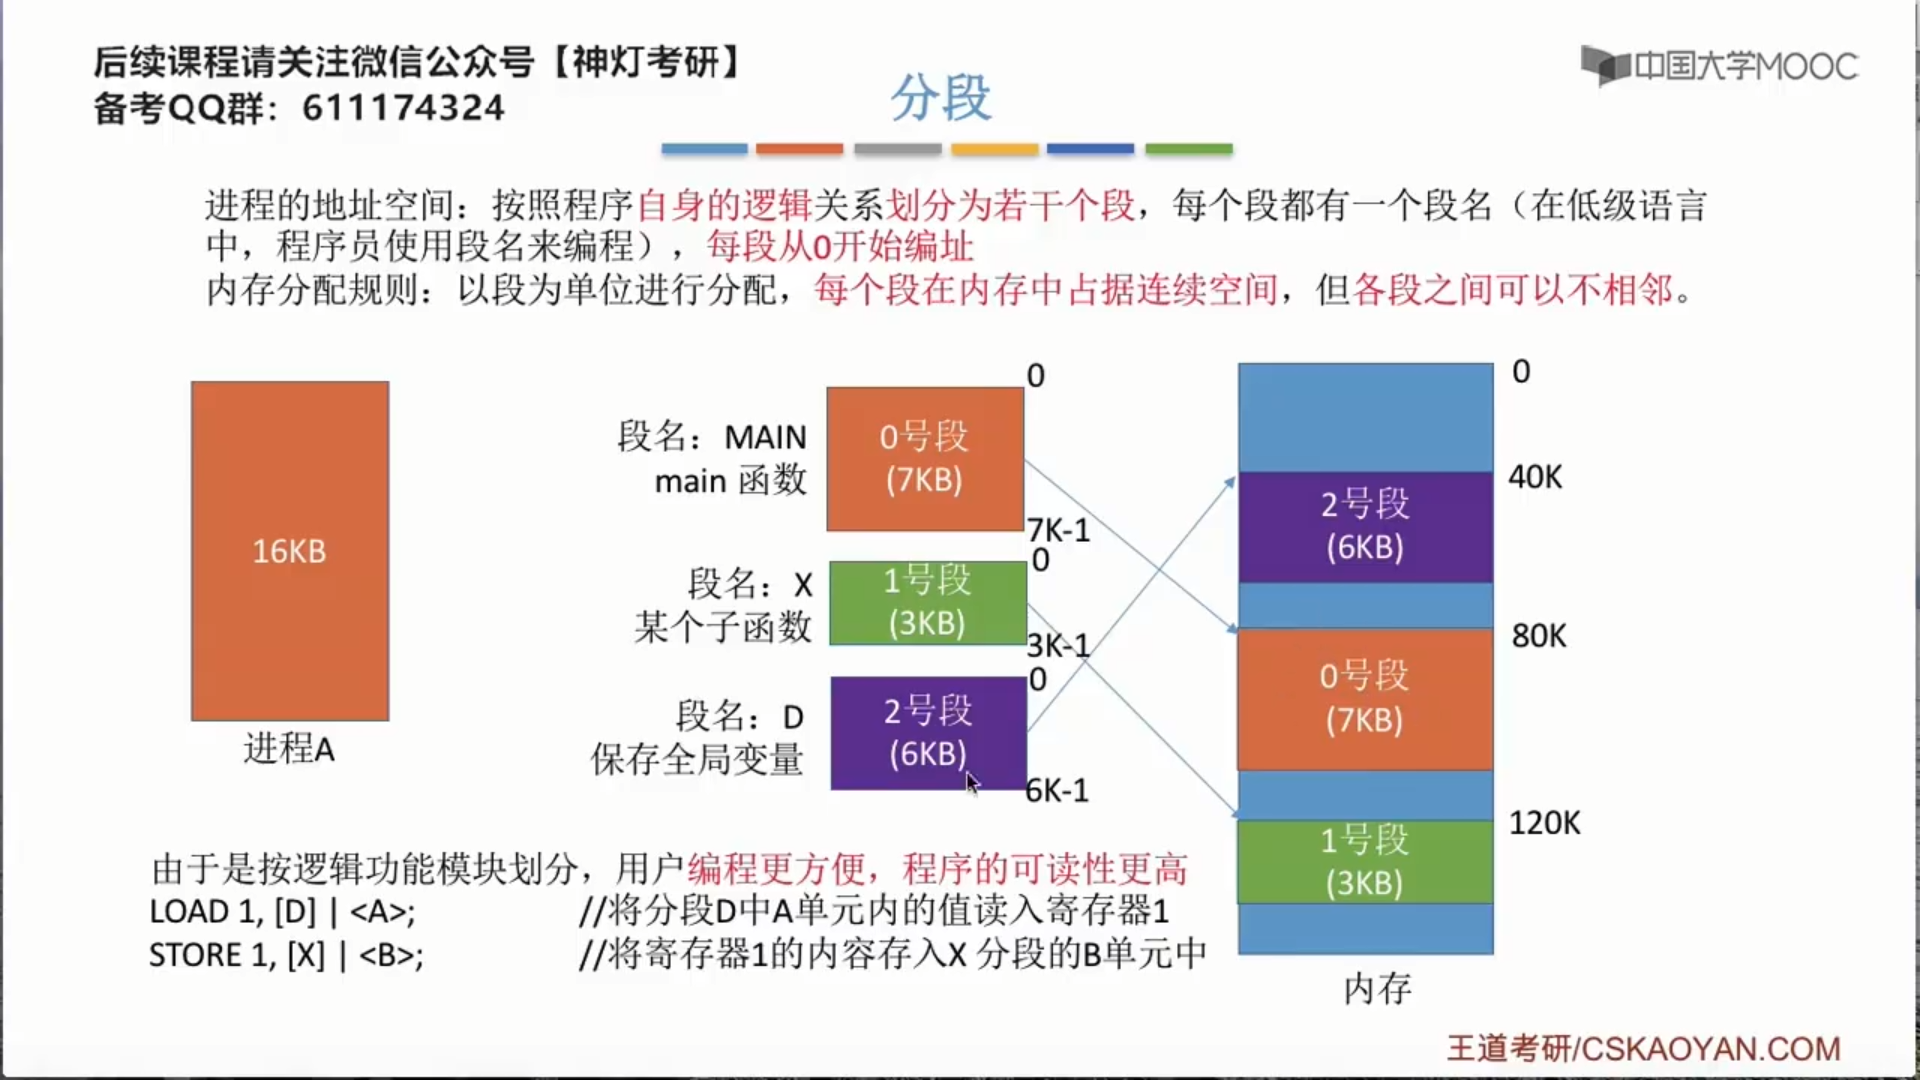 后续课程请关注微信公众号【神灯考研】
备考QQ群：611174324
中国大学MOOC
分段
进程的地址空间：按照程序自身的逻辑关系划分为若干个段，每个段都有一个段名（在低级语言
中，程序员使用段名来编程），每段从0开始编址
内存分配规则：以段为单位进行分配，每个段在内存中占据连续空间，但各段之间可以不相邻。
16KB
进程A
段名：MAIN
main 函数
0号段
(7KB)
0
7K-1
段名：X
某个子函数
1号段
(3KB)
0
3K-1
段名：D
保存全局变量
2号段
(6KB)
0
6K-1
0
2号段
(6KB)
40K
0号段
(7KB)
80K
1号段
(3KB)
120K
内存
由于是按逻辑功能模块划分，用户编程更方便，程序的可读性更高
LOAD 1, [D] | <A>; //将分段D中A单元内的值读入寄存器1
STORE 1, [X] | <B>; //将寄存器1的内容存入X 分段的B单元中
王道考研/CSKAOYAN.COM